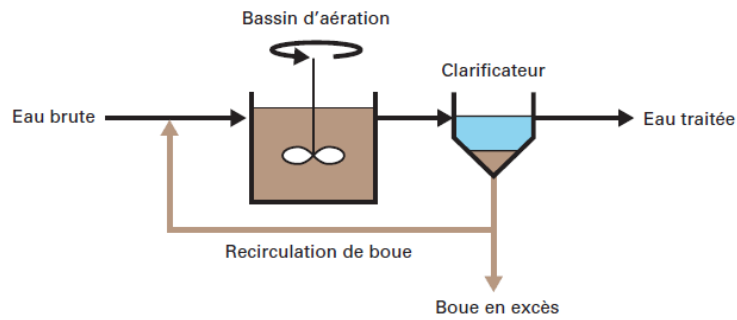 Bassin d’aération
Clarificateur
Eau brute
Eau traitée
Recirculation de boue
Boue en excès